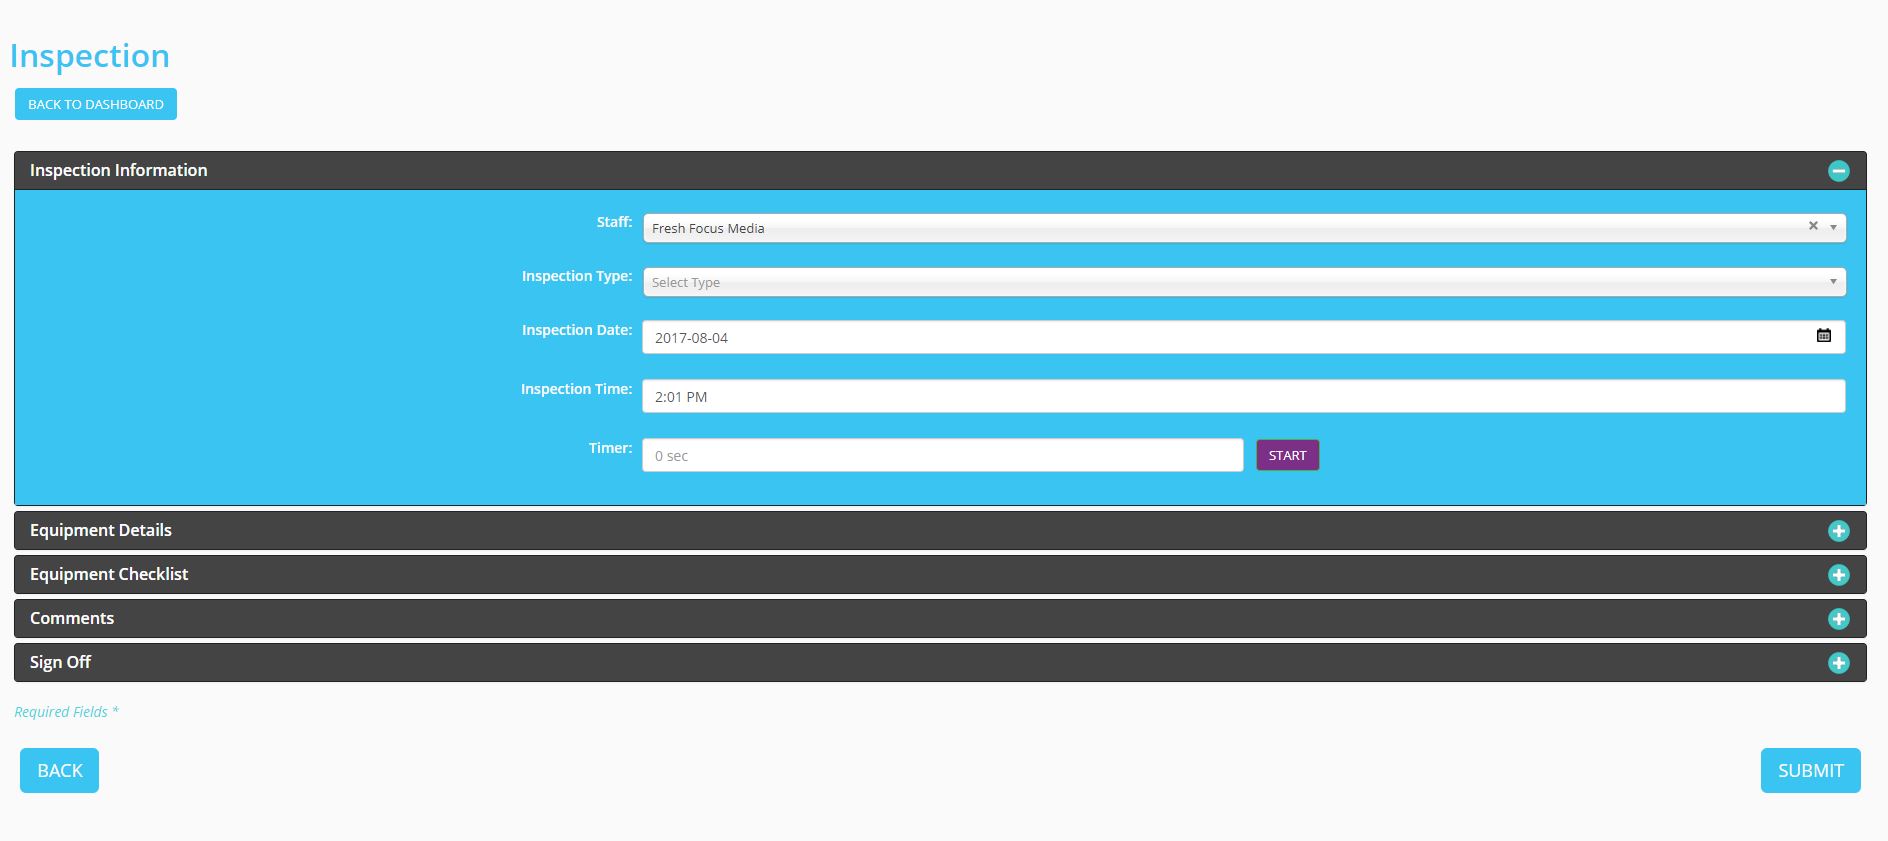 Inspection
BACK TO DASHBOARD
Inspection Information
Staff: Fresh Focus Media
Inspection Type: Select Type
Inspection Date: 2017-08-04
Inspection Time: 2:01 PM
Timer: 0 sec START
Equipment Details
Equipment Checklist
Comments
Sign Off
Required Fields *
BACK SUBMIT